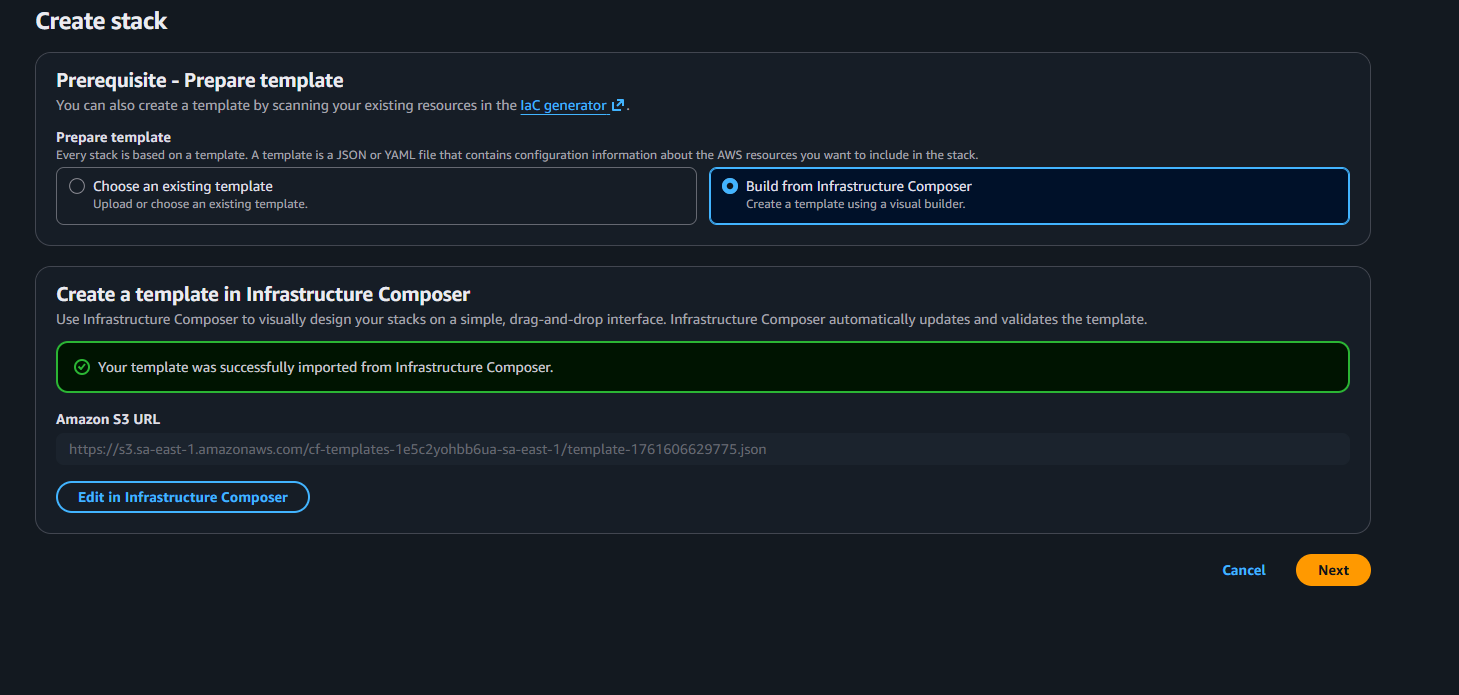 Create stack
Prerequisite - Prepare template
You can also create a template by scanning your existing resources in the IaC generator .
Prepare template
Every stack is based on a template. A template is a JSON or YAML file that contains configuration information about the AWS resources you want to include in the stack.
Choose an existing template
Upload or choose an existing template.
Build from Infrastructure Composer
Create a template using a visual builder.
Create a template in Infrastructure Composer
Use Infrastructure Composer to visually design your stacks on a simple, drag-and-drop interface. Infrastructure Composer automatically updates and validates the template.
Your template was successfully imported from Infrastructure Composer.
Amazon S3 URL
https://s3.sa-east-1.amazonaws.com/cf-templates-1e5c2yohbb6ua-sa-east-1/template-1761606629775.json
Edit in Infrastructure Composer
Cancel
Next